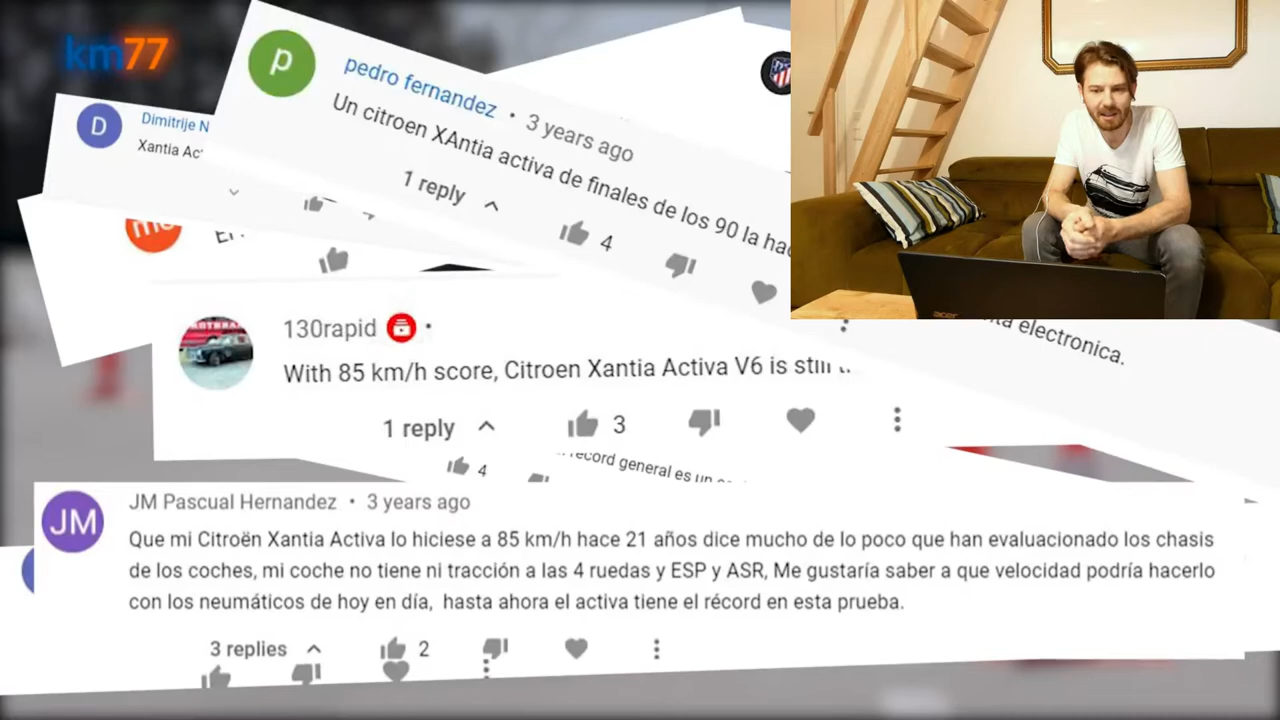 km77
pedro fernandez • 3 years ago
Un citroen XAntia activa de finales de los 90 la
1 reply
4
D
Dimitrije N
Xantia
electronica.
130rapid •
With 85 km/h score, Citroen Xantia Activa V6 is still
1 reply
3
4
record general es un
JM
JM Pascual Hernandez • 3 years ago
Que mi Citroën Xantia Activa lo hiciese a 85 km/h hace 21 años dice mucho de lo poco que han evaluacionado los chasis
de los coches, mi coche no tiene ni tracción a las 4 ruedas y ESP y ASR, Me gustaría saber a que velocidad podría hacerlo
con los neumáticos de hoy en día, hasta ahora el activa tiene el récord en esta prueba.
3 replies
2
acer